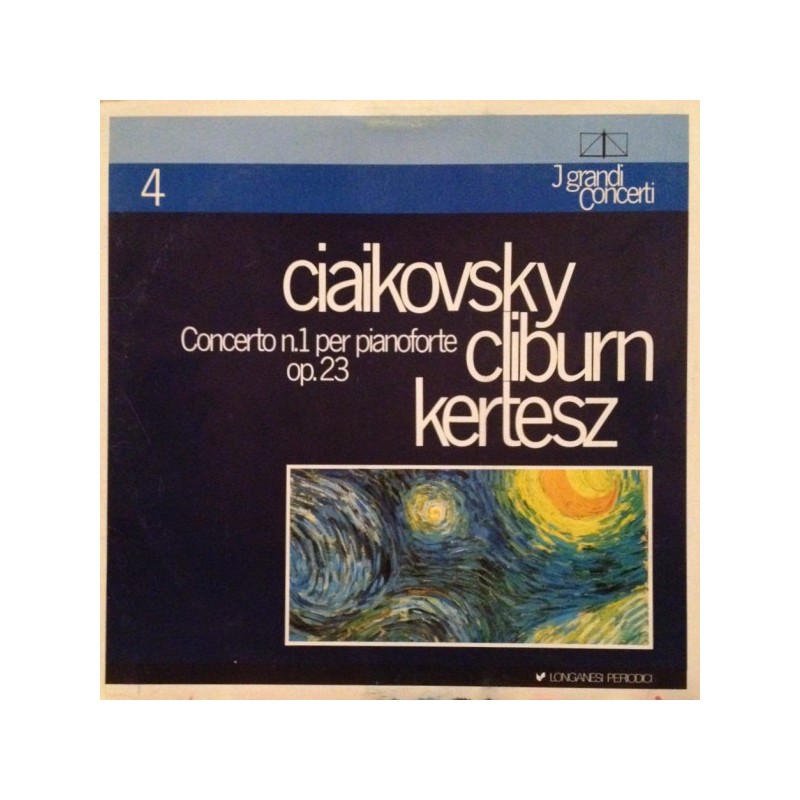 4
J grandi
Concerti
ciaikovsky
Concerto n.1 per pianoforte
op.23
cliburn
kertesz
LONGANESI PERIODICI